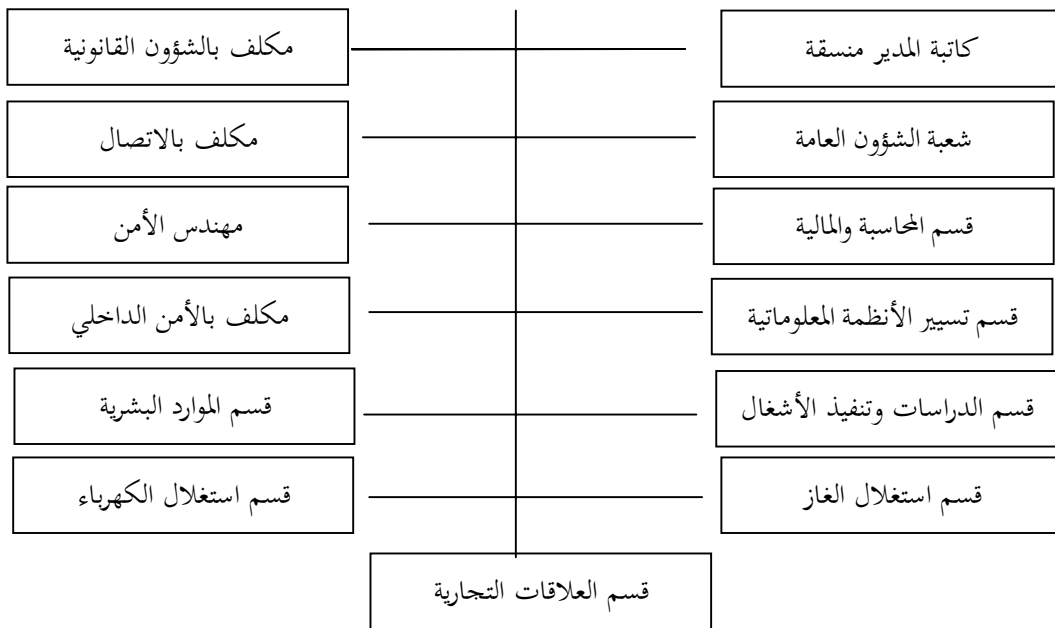 كاتبة المدير منسقة
مكلف بالشؤون القانونية
شعبة الشؤون العامة
مكلف بالاتصال
قسم المحاسبة والمالية
مهندس الأمن
قسم تسيير الأنظمة المعلوماتية
مكلف بالأمن الداخلي
قسم الدراسات وتنفيذ الأشغال
قسم الموارد البشرية
قسم استغلال الغاز
قسم استغلال الكهرباء
قسم العلاقات التجارية